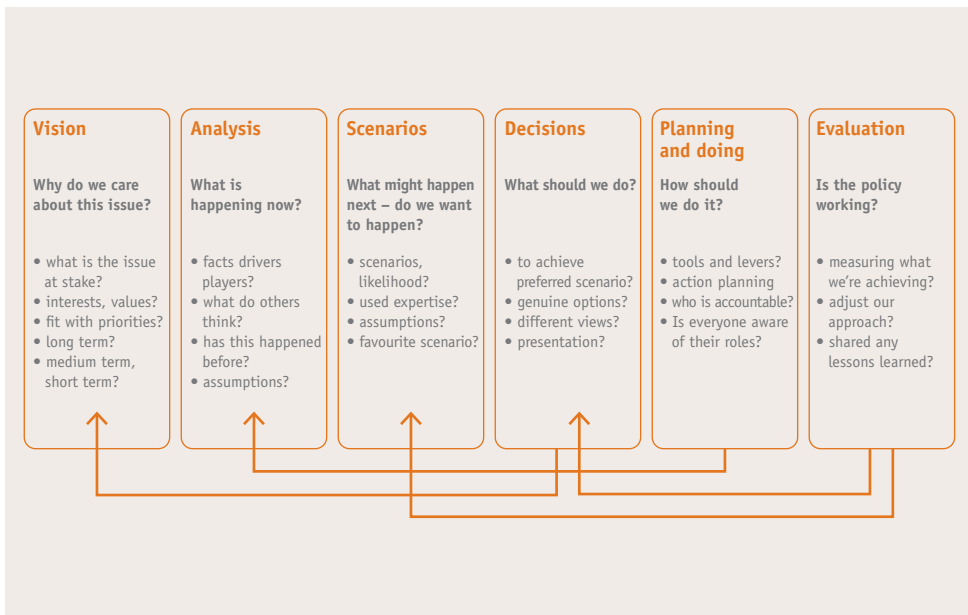 Vision
Why do we care
about this issue?
• what is the issue
at stake?
• interests, values?
• fit with priorities?
• long term?
• medium term,
short term?
Analysis
What is
happening now?
• facts drivers
players?
• what do others
think?
• has this happened
before?
• assumptions?
Scenarios
What might happen
next – do we want
to happen?
• scenarios,
likelihood?
• used expertise?
• assumptions?
• favourite scenario?
Decisions
What should we do?
• to achieve
preferred scenario?
• genuine options?
• different views?
• presentation?
Planning
and doing
How should
we do it?
• tools and levers?
• action planning
• who is accountable?
• Is everyone aware
of their roles?
Evaluation
Is the policy
working?
• measuring what
we’re achieving?
• adjust our
approach?
• shared any
lessons learned?